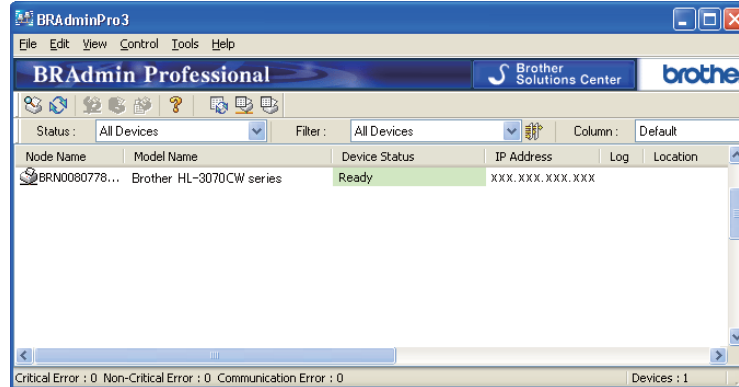 BRAdminPro3
File Edit View Control Tools Help
BRAdmin Professional Brother Solutions Center brothe
Status : All Devices Filter : All Devices Column : Default
Node Name Model Name Device Status IP Address Log Location
BRN0080778... Brother HL-3070CW series Ready XXX.XXX.XXX.XXX
Critical Error : 0 Non-Critical Error : 0 Communication Error : 0 Devices : 1